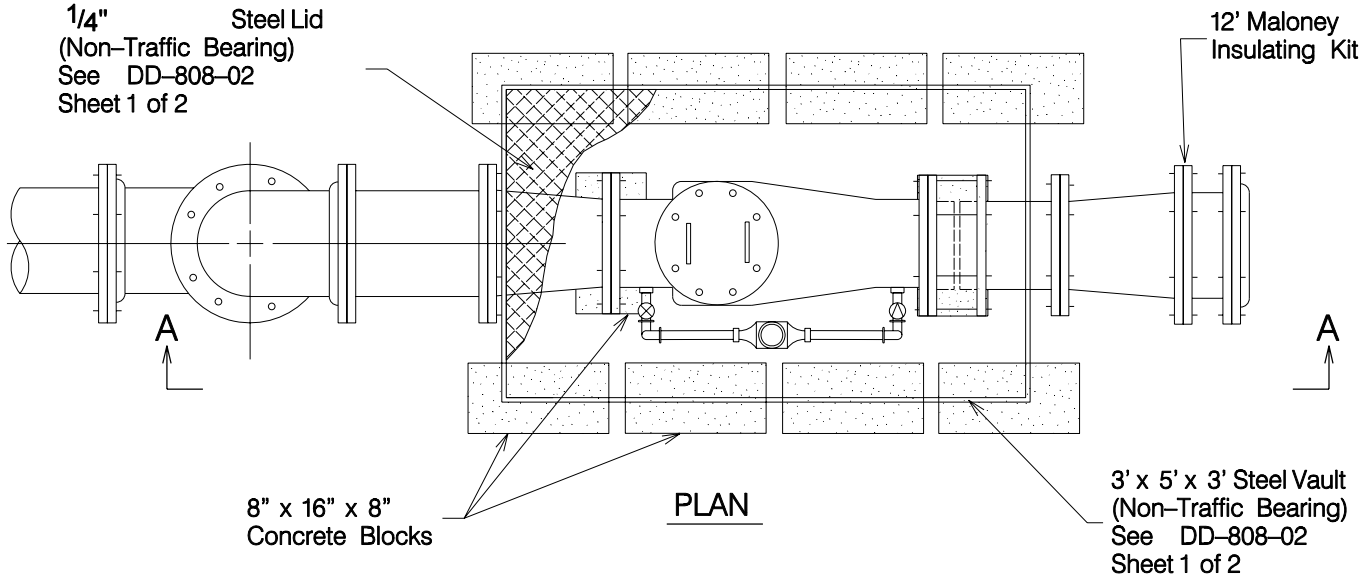 1/4" Steel Lid
(Non–Traffic Bearing)
See DD–808–02
Sheet 1 of 2
12’ Maloney
Insulating Kit
A
A
8” x 16” x 8”
Concrete Blocks
PLAN
3’ x 5’ x 3’ Steel Vault
(Non–Traffic Bearing)
See DD–808–02
Sheet 1 of 2